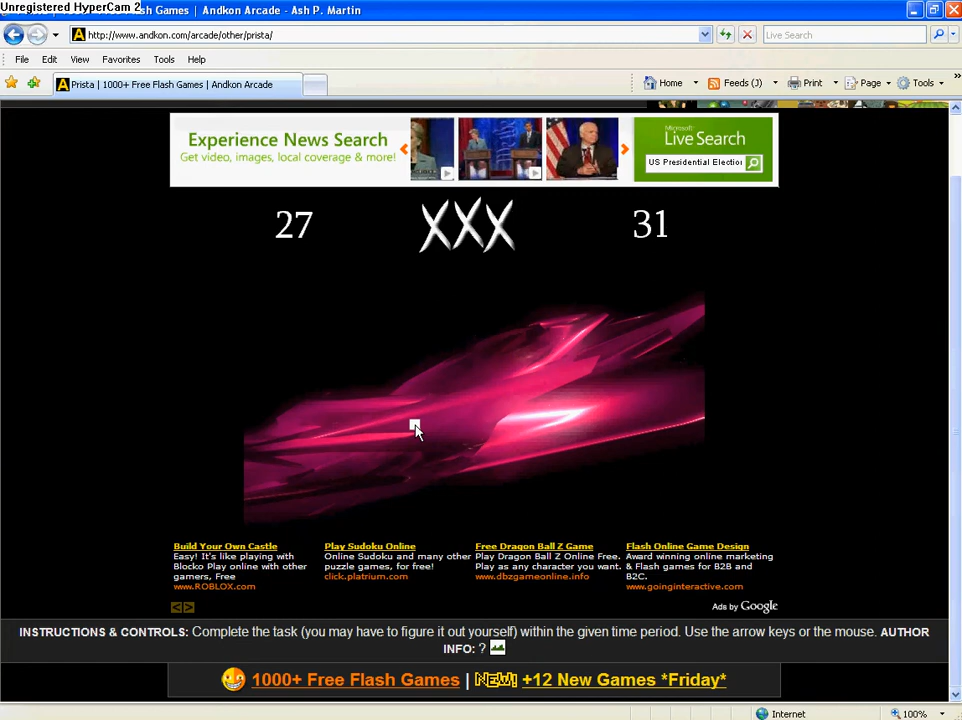 Unregistered HyperCam 2
sh Games | Andkon Arcade - Ash P. Martin
http://www.andkon.com/arcade/other/prista/
Live Search
File Edit View Favorites Tools Help
Prista | 1000+ Free Flash Games | Andkon Arcade
Home Feeds (J) Print Page Tools
Experience News Search
Get video, images, local coverage & more!
Microsoft
Live Search
US Presidential Election
27 XXX 31
Build Your Own Castle
Easy! It's like playing with
Blocko Play online with other
gamers, Free
www.ROBLOX.com
Play Sudoku Online
Online Sudoku and many other
puzzle games, for free!
click.platrium.com
Free Dragon Ball Z Game
Play Dragon Ball Z Online Free.
Play as any character you want.
www.dbzgameonline.info
Flash Online Game Design
Award winning online marketing
& Flash games for B2B and
B2C.
www.goinginteractive.com
Ads by Google
INSTRUCTIONS & CONTROLS: Complete the task (you may have to figure it out yourself) within the given time period. Use the arrow keys or the mouse. AUTHOR
INFO: ?
1000+ Free Flash Games | NEW! +12 New Games *Friday*
Internet 100%